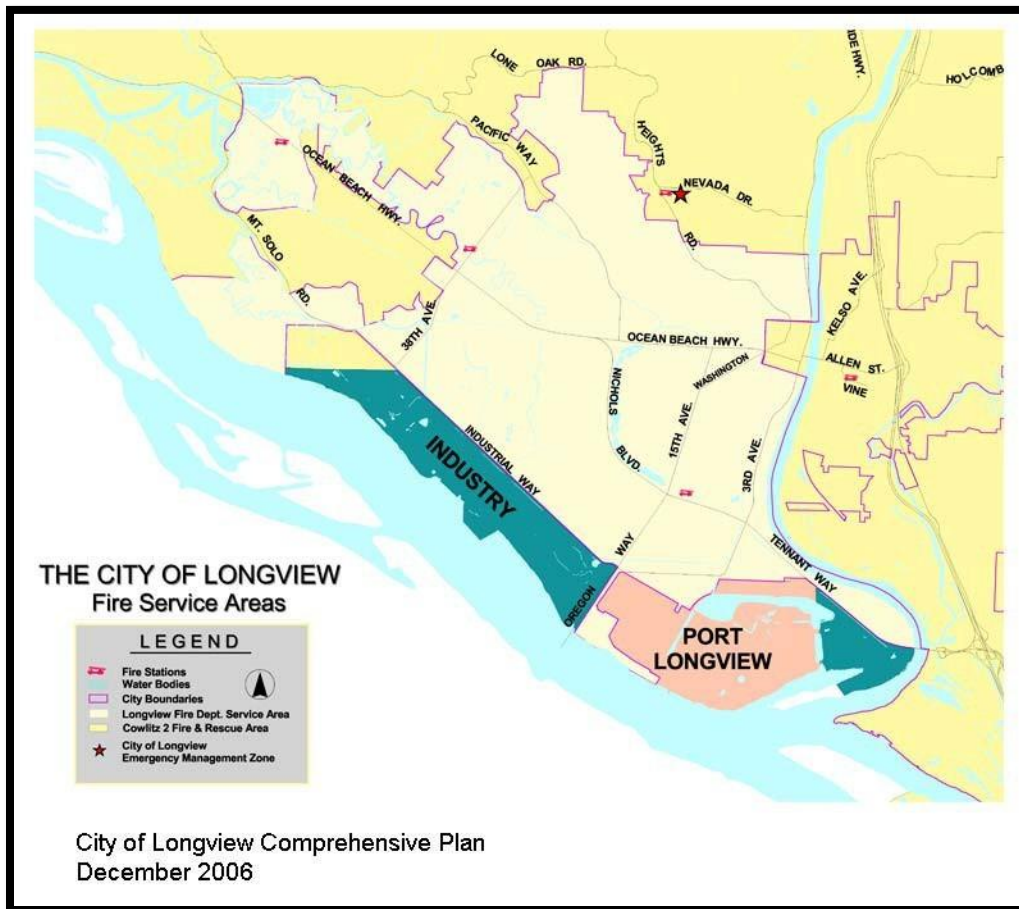 LONE
OAK RD.
IDE HWY.
HOLCOMB
PACIFIC WAY
HEIGHTS
RD.
NEVADA DR.
OCEAN BEACH HWY.
MT. SOLO
RD.
38TH AVE.
KELSO AVE.
OCEAN BEACH HWY.
WASHINGTON
ALLEN ST.
VINE
NICHOLS
BLVD.
15TH AVE.
3RD AVE.
INDUSTRIAL WAY
INDUSTRY
TENNANT WAY
OREGON
WAY
PORT
LONGVIEW
THE CITY OF LONGVIEW
Fire Service Areas
LEGEND
Fire Stations
Water Bodies
City Boundaries
Longview Fire Dept. Service Area
Cowlitz 2 Fire & Rescue Area
City of Longview
Emergency Management Zone
City of Longview Comprehensive Plan
December 2006